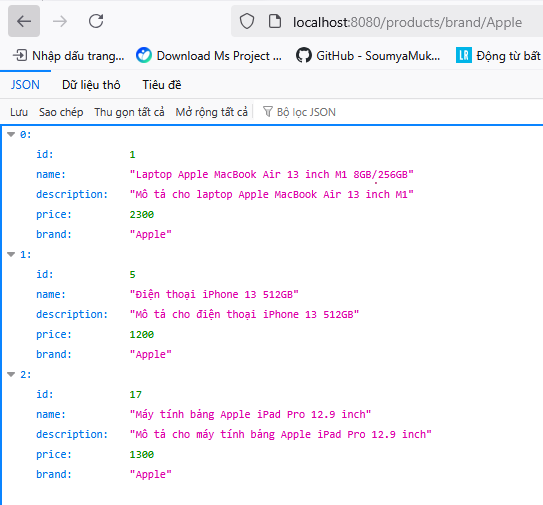 localhost:8080/products/brand/Apple
Nhập dấu trang... Download Ms Project ... GitHub - SoumyaMuk... LR Động từ bất
JSON Dữ liệu thô Tiêu đề
Lưu Sao chép Thu gọn tất cả Mở rộng tất cả Bộ lọc JSON
0:
id: 1
name: "Laptop Apple MacBook Air 13 inch M1 8GB/256GB"
description: "Mô tả cho laptop Apple MacBook Air 13 inch M1"
price: 2300
brand: "Apple"
1:
id: 5
name: "Điện thoại iPhone 13 512GB"
description: "Mô tả cho điện thoại iPhone 13 512GB"
price: 1200
brand: "Apple"
2:
id: 17
name: "Máy tính bảng Apple iPad Pro 12.9 inch"
description: "Mô tả cho máy tính bảng Apple iPad Pro 12.9 inch"
price: 1300
brand: "Apple"